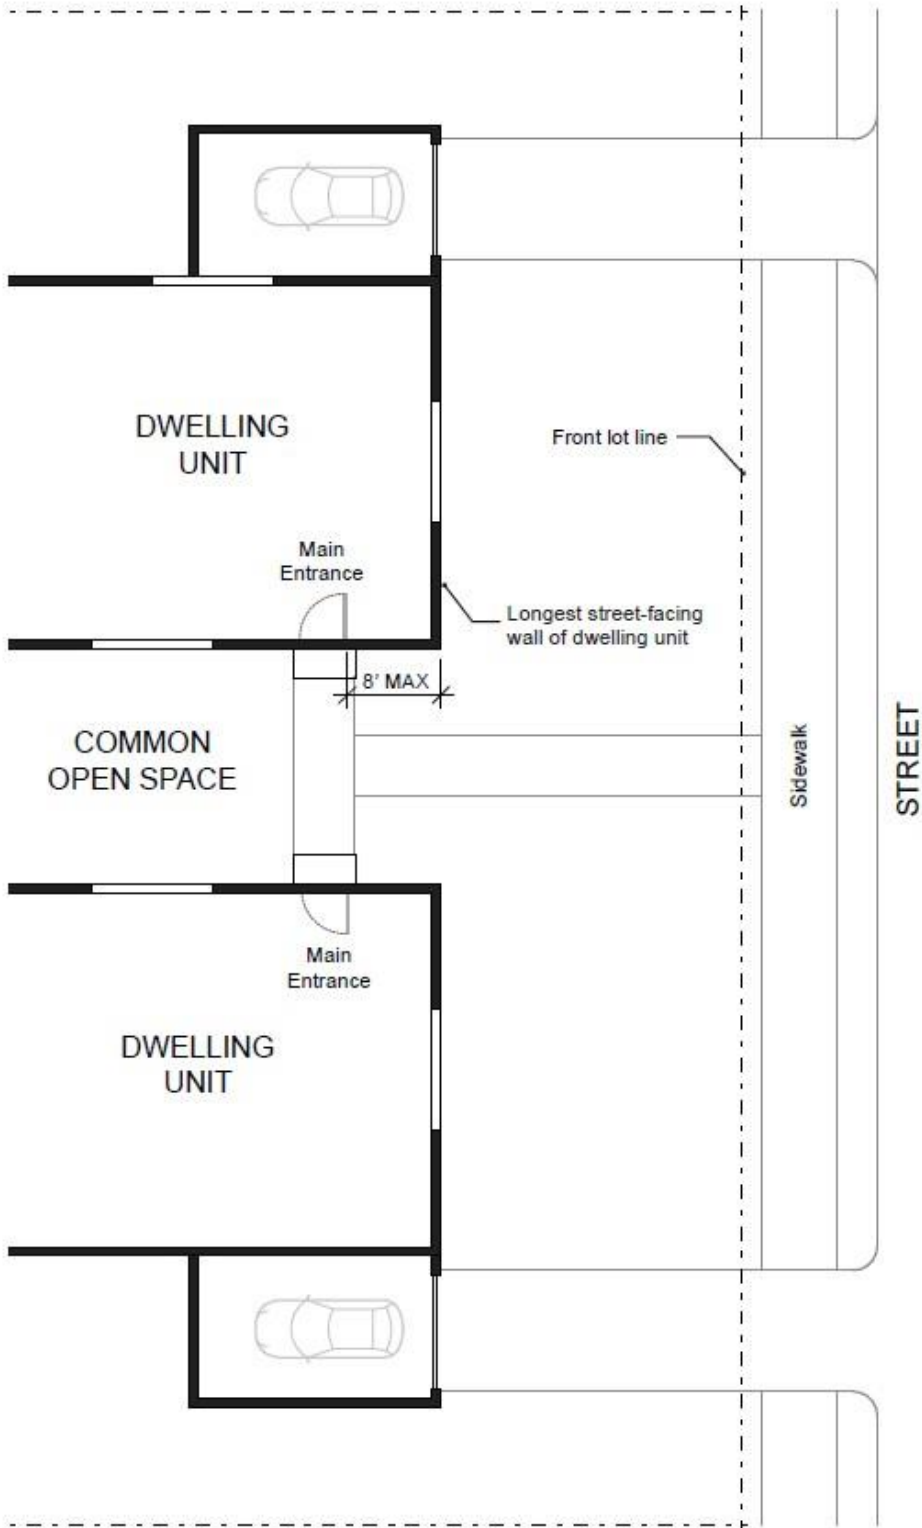 DWELLING
UNIT
Front lot line
Main
Entrance
Longest street-facing
wall of dwelling unit
8' MAX
COMMON
OPEN SPACE
Sidewalk
STREET
Main
Entrance
DWELLING
UNIT